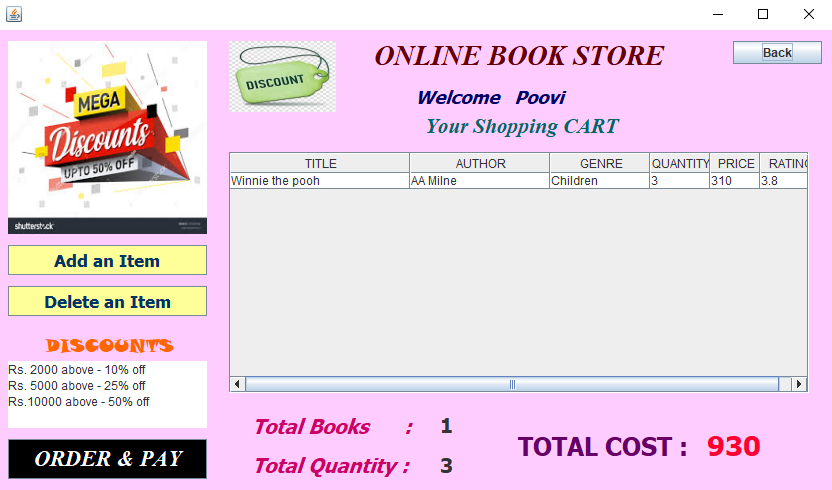 ONLINE BOOK STORE
Back
MEGA
Discounts
UPTO 50% OFF
shutterstock
DISCOUNT
Welcome Poovi
Your Shopping CART
TITLE AUTHOR GENRE QUANTITY PRICE RATING
Winnie the pooh AA Milne Children 3 310 3.8
Add an Item
Delete an Item
DISCOUNTS
Rs. 2000 above - 10% off
Rs. 5000 above - 25% off
Rs.10000 above - 50% off
ORDER & PAY
Total Books : 1
Total Quantity : 3
TOTAL COST : 930